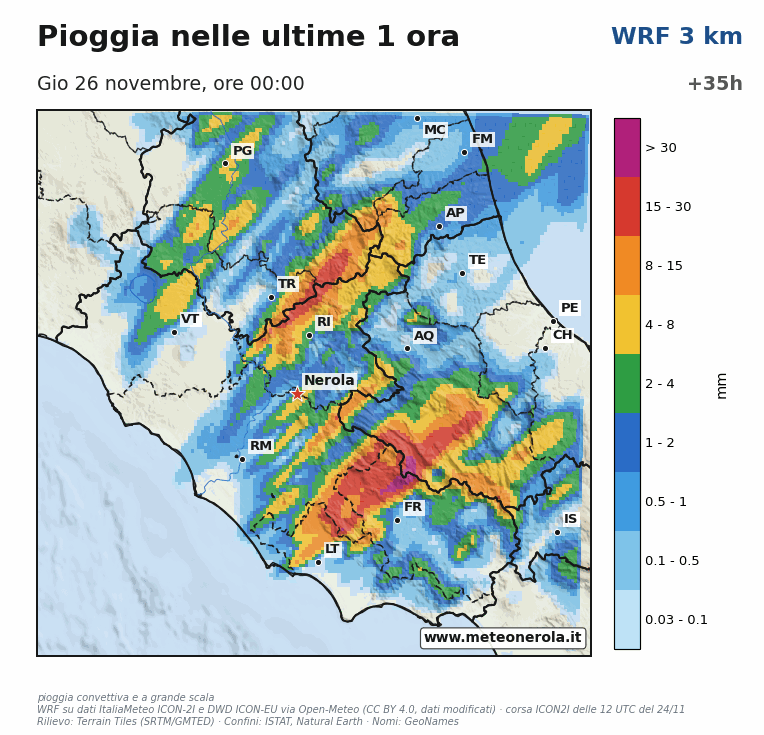 Pioggia nelle ultime 1 ora
WRF 3 km
Gio 26 novembre, ore 00:00
+35h
MC
FM
PG
AP
TE
TR
PE
VT
RI
AQ
CH
Nerola
RM
FR
IS
LT
www.meteonerola.it
> 30
15 - 30
8 - 15
4 - 8
2 - 4
1 - 2
0.5 - 1
0.1 - 0.5
0.03 - 0.1
mm
pioggia convettiva e a grande scala
WRF su dati ItaliaMeteo ICON-2I e DWD ICON-EU via Open-Meteo (CC BY 4.0, dati modificati) · corsa ICON2I delle 12 UTC del 24/11
Rilievo: Terrain Tiles (SRTM/GMTED) · Confini: ISTAT, Natural Earth · Nomi: GeoNames